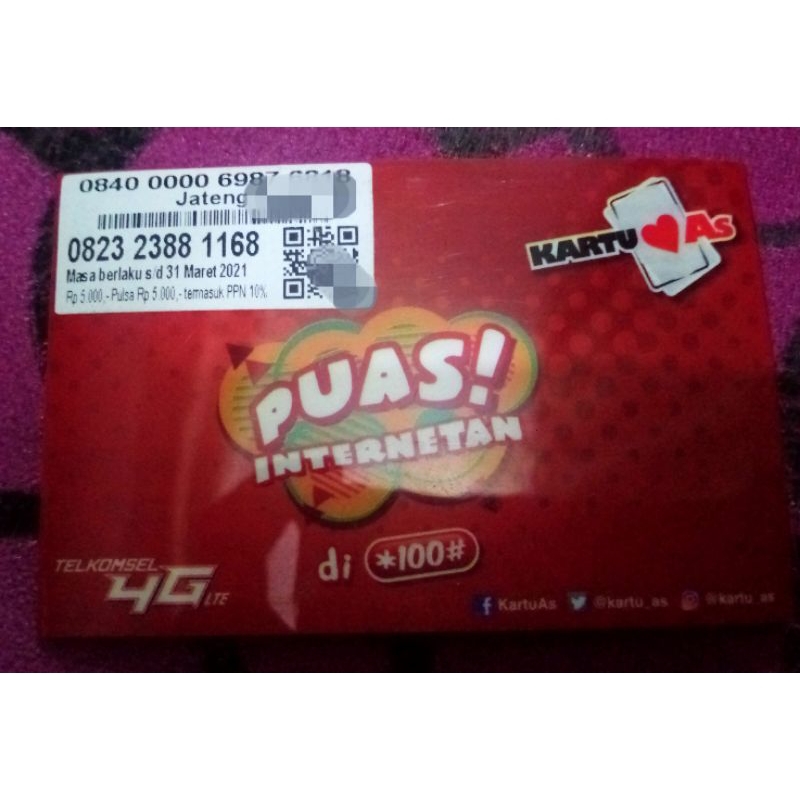 0840 0000 6987
Jateng
0823 2388 1168
Masa berlaku s/d 31 Maret 2021
Rp 5.000,- Pulsa Rp 5.000,- termasuk PPN 10%
KARTU As
PUAS!
INTERNETAN
di *100#
TELKOMSEL
4G LTE
KartuAs @kartu_as @kartu_as